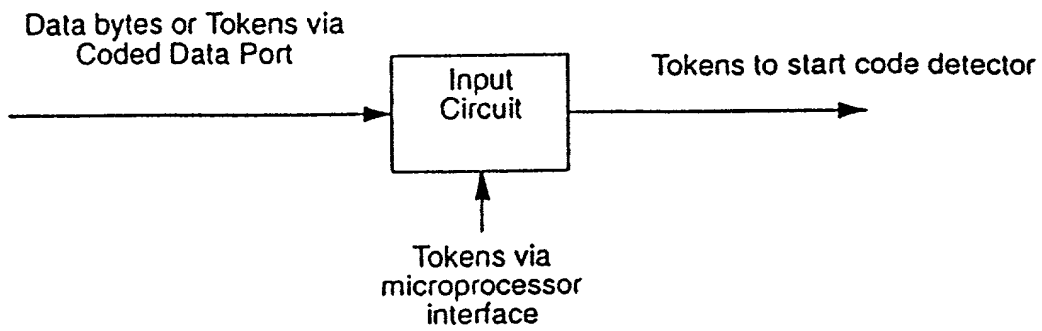 Data bytes or Tokens via
Coded Data Port
Input
Circuit
Tokens to start code detector
Tokens via
microprocessor
interface